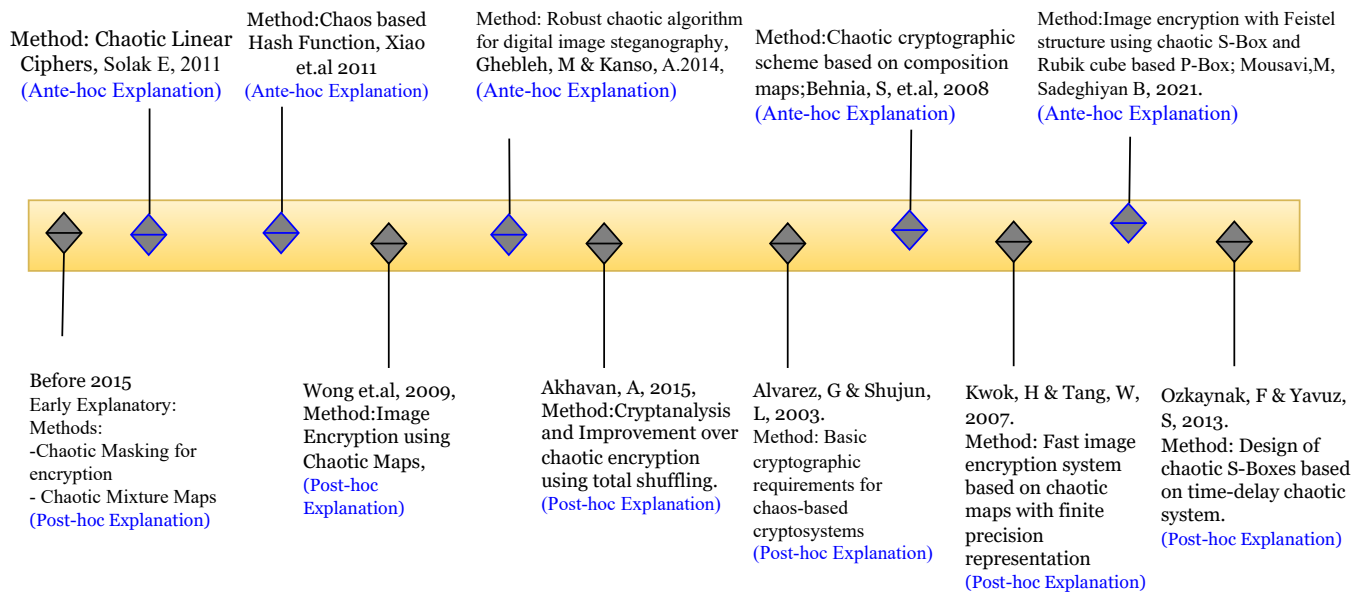 Method: Chaotic Linear
Ciphers, Solak E, 2011
(Ante-hoc Explanation)
Method:Chaos based
Hash Function, Xiao
et.al 2011
(Ante-hoc Explanation)
Method: Robust chaotic algorithm
for digital image steganography,
Ghebleh, M & Kanso, A.2014,
(Ante-hoc Explanation)
Method:Chaotic cryptographic
scheme based on composition
maps;Behnia, S, et.al, 2008
(Ante-hoc Explanation)
Method:Image encryption with Feistel
structure using chaotic S-Box and
Rubik cube based P-Box; Mousavi,M,
Sadeghiyan B, 2021.
(Ante-hoc Explanation)
Before 2015
Early Explanatory:
Methods:
-Chaotic Masking for
encryption
- Chaotic Mixture Maps
(Post-hoc Explanation)
Wong et.al, 2009,
Method:Image
Encryption using
Chaotic Maps,
(Post-hoc
Explanation)
Akhavan, A, 2015,
Method:Cryptanalysis
and Improvement over
chaotic encryption
using total shuffling.
(Post-hoc Explanation)
Alvarez, G & Shujun,
L, 2003.
Method: Basic
cryptographic
requirements for
chaos-based
cryptosystems
(Post-hoc Explanation)
Kwok, H & Tang, W,
2007.
Method: Fast image
encryption system
based on chaotic
maps with finite
precision
representation
(Post-hoc Explanation)
Ozkaynak, F & Yavuz,
S, 2013.
Method: Design of
chaotic S-Boxes based
on time-delay chaotic
system.
(Post-hoc Explanation)